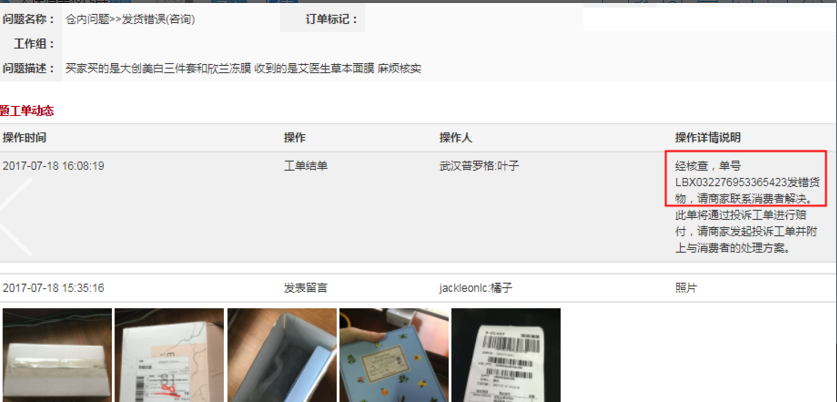 问题名称： 仓内问题>>发货错误(咨询) 订单标记：
工作组：
问题描述： 买家买的是大创美白三件套和欣兰冻膜 收到的是艾医生草本面膜 麻烦核实
题工单动态
操作时间 操作 操作人 操作详情说明
2017-07-18 16:08:19 工单结单 武汉普罗格:叶子 经核查，单号
LBX032276953365423发错货
物，请商家联系消费者解决。
此单将通过投诉工单进行赔
付，请商家发起投诉工单并附
上与消费者的处理方案。
2017-07-18 15:35:16 发表留言 jackleonlc:橘子 照片